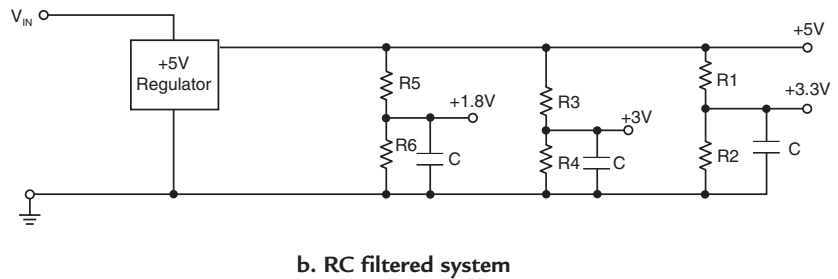 VIN
+5V
Regulator
+5V
R5
+1.8V
R6
C
R3
+3V
R4
C
R1
+3.3V
R2
C
b. RC filtered system